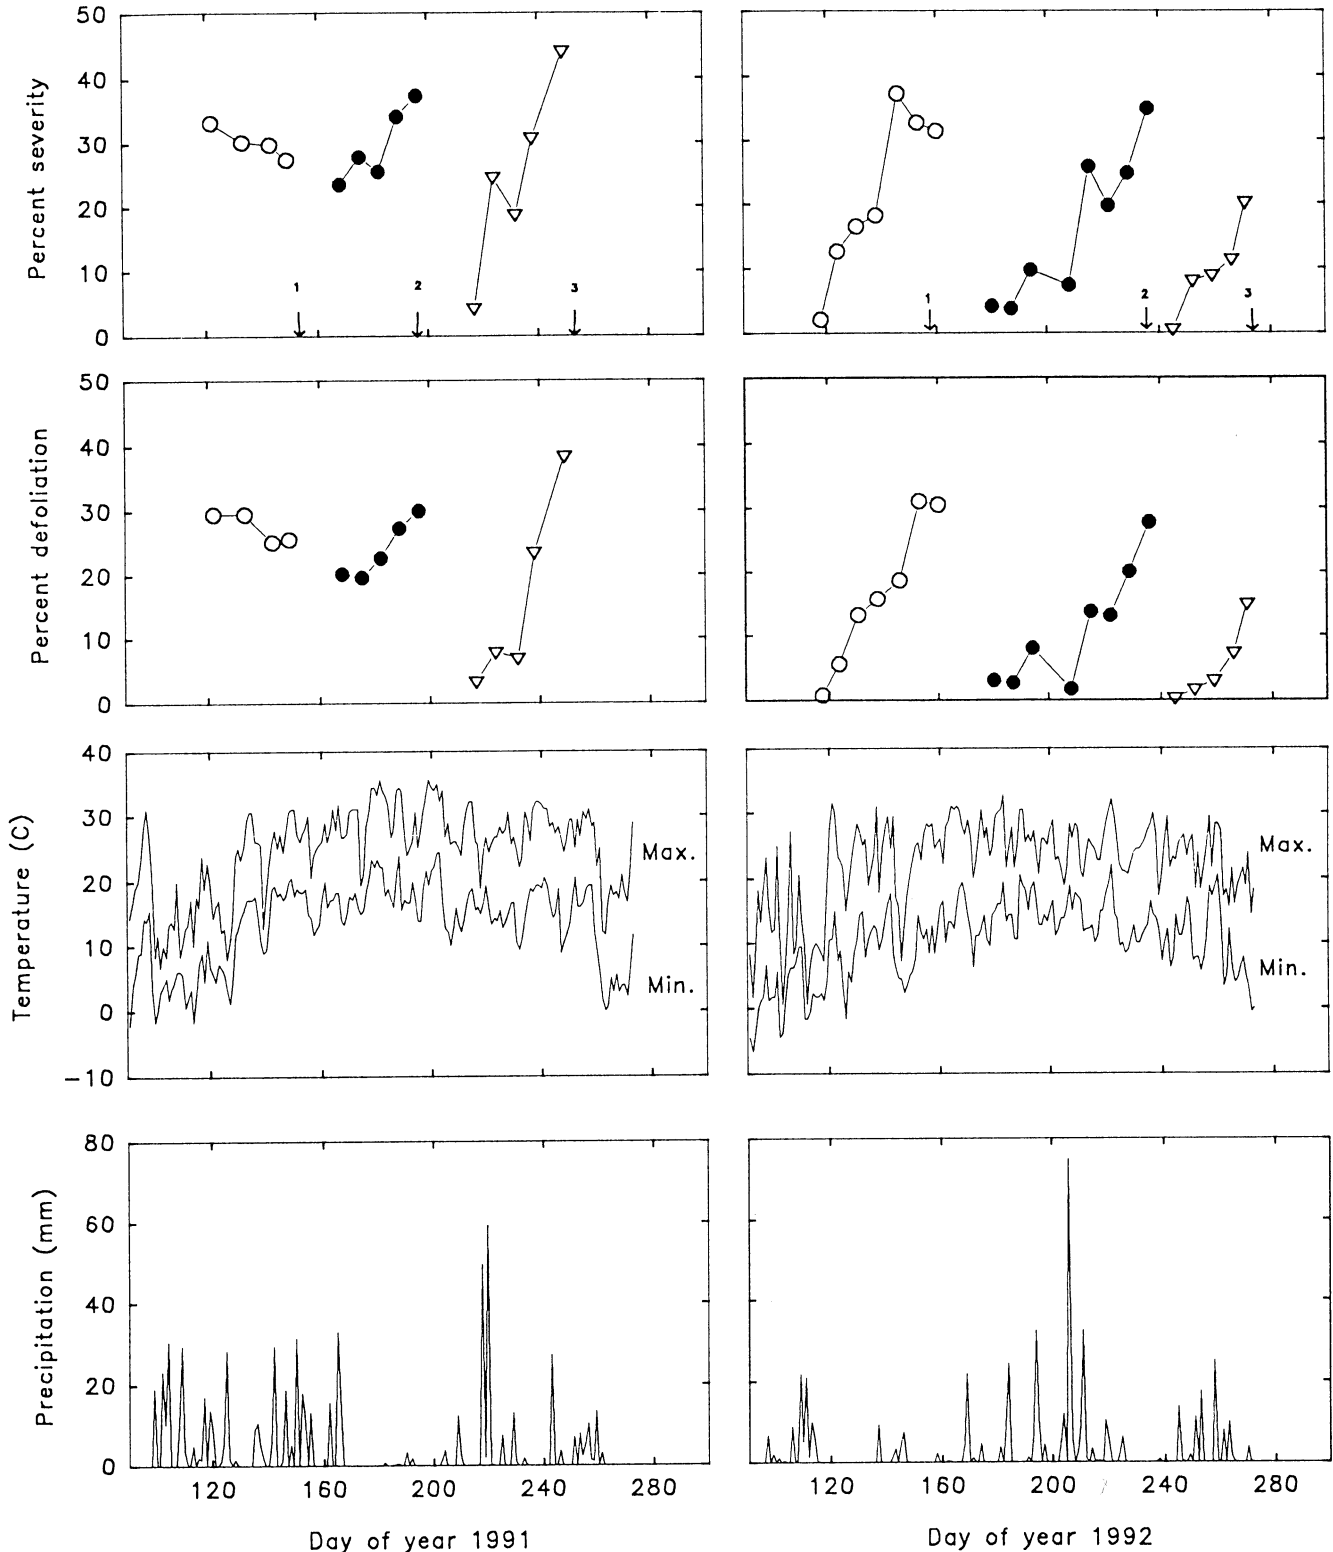 50
40
30
20
10
0
Percent severity
1
2
3
1
2
3
50
40
30
20
10
0
Percent defoliation
40
30
20
10
0
-10
Temperature (C)
Max.
Min.
Max.
Min.
80
60
40
20
0
Precipitation (mm)
120 160 200 240 280
120 160 200 240 280
Day of year 1991
Day of year 1992